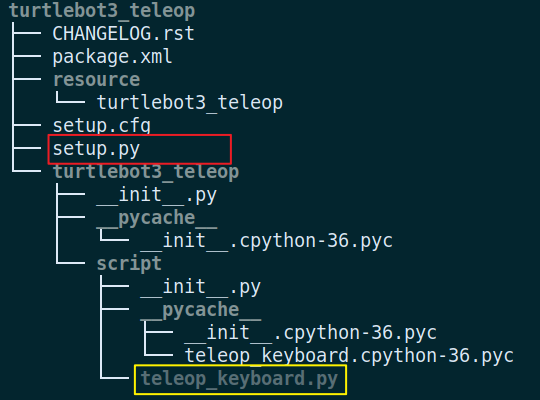 turtlebot3_teleop
CHANGELOG.rst
package.xml
resource
turtlebot3_teleop
setup.cfg
setup.py
turtlebot3_teleop
__init__.py
__pycache__
__init__.cpython-36.pyc
script
__init__.py
__pycache__
__init__.cpython-36.pyc
teleop_keyboard.cpython-36.pyc
teleop_keyboard.py